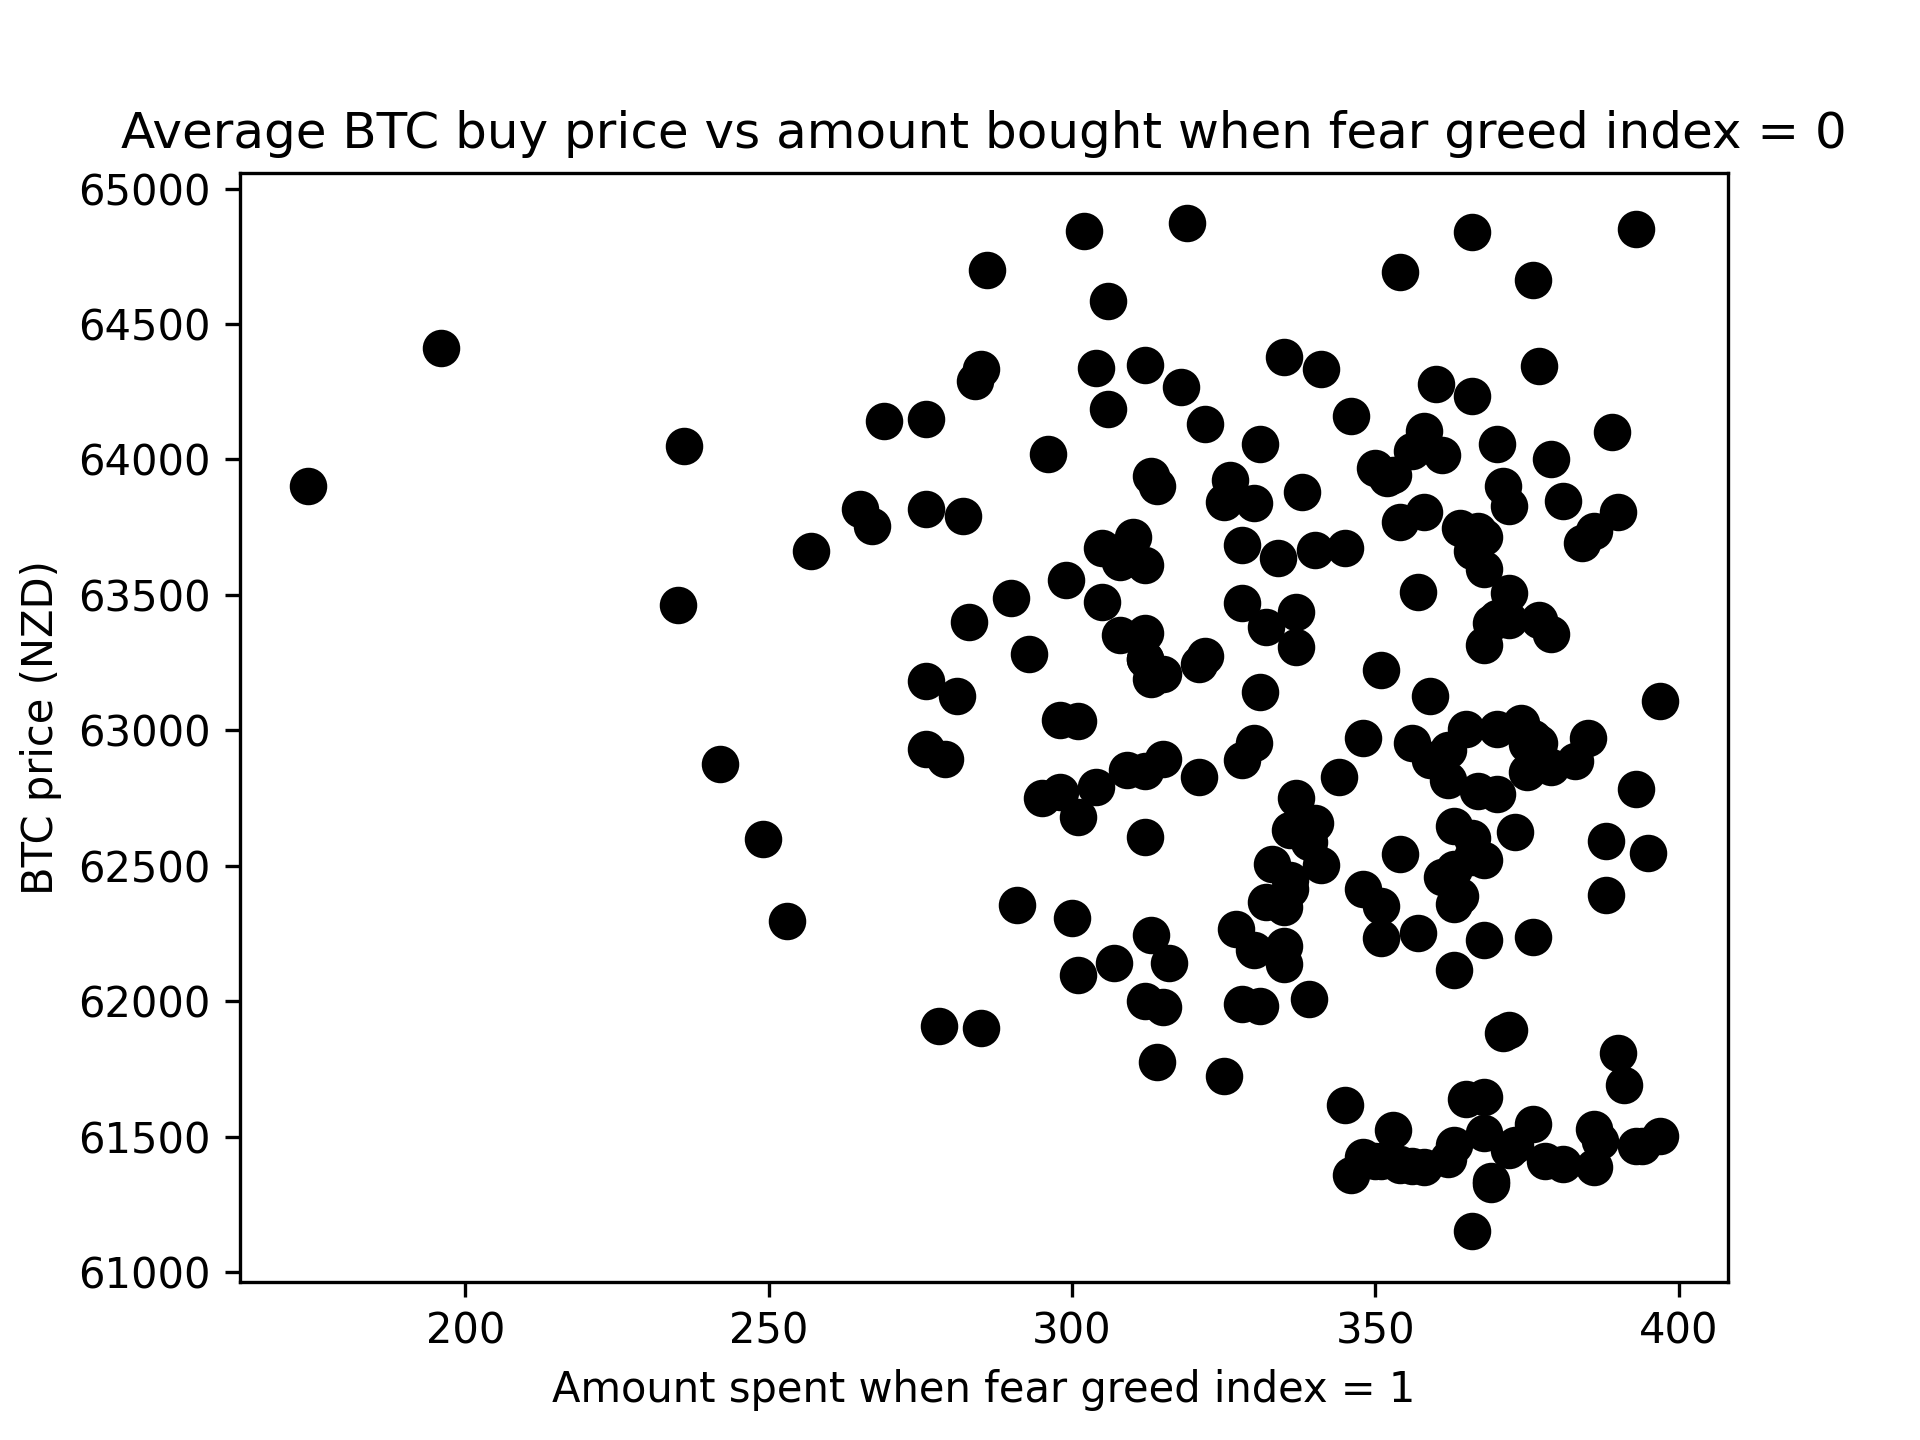 Average BTC buy price vs amount bought when fear greed index = 0
65000
64500
64000
63500
63000
62500
62000
61500
61000
BTC price (NZD)
200 250 300 350 400
Amount spent when fear greed index = 1